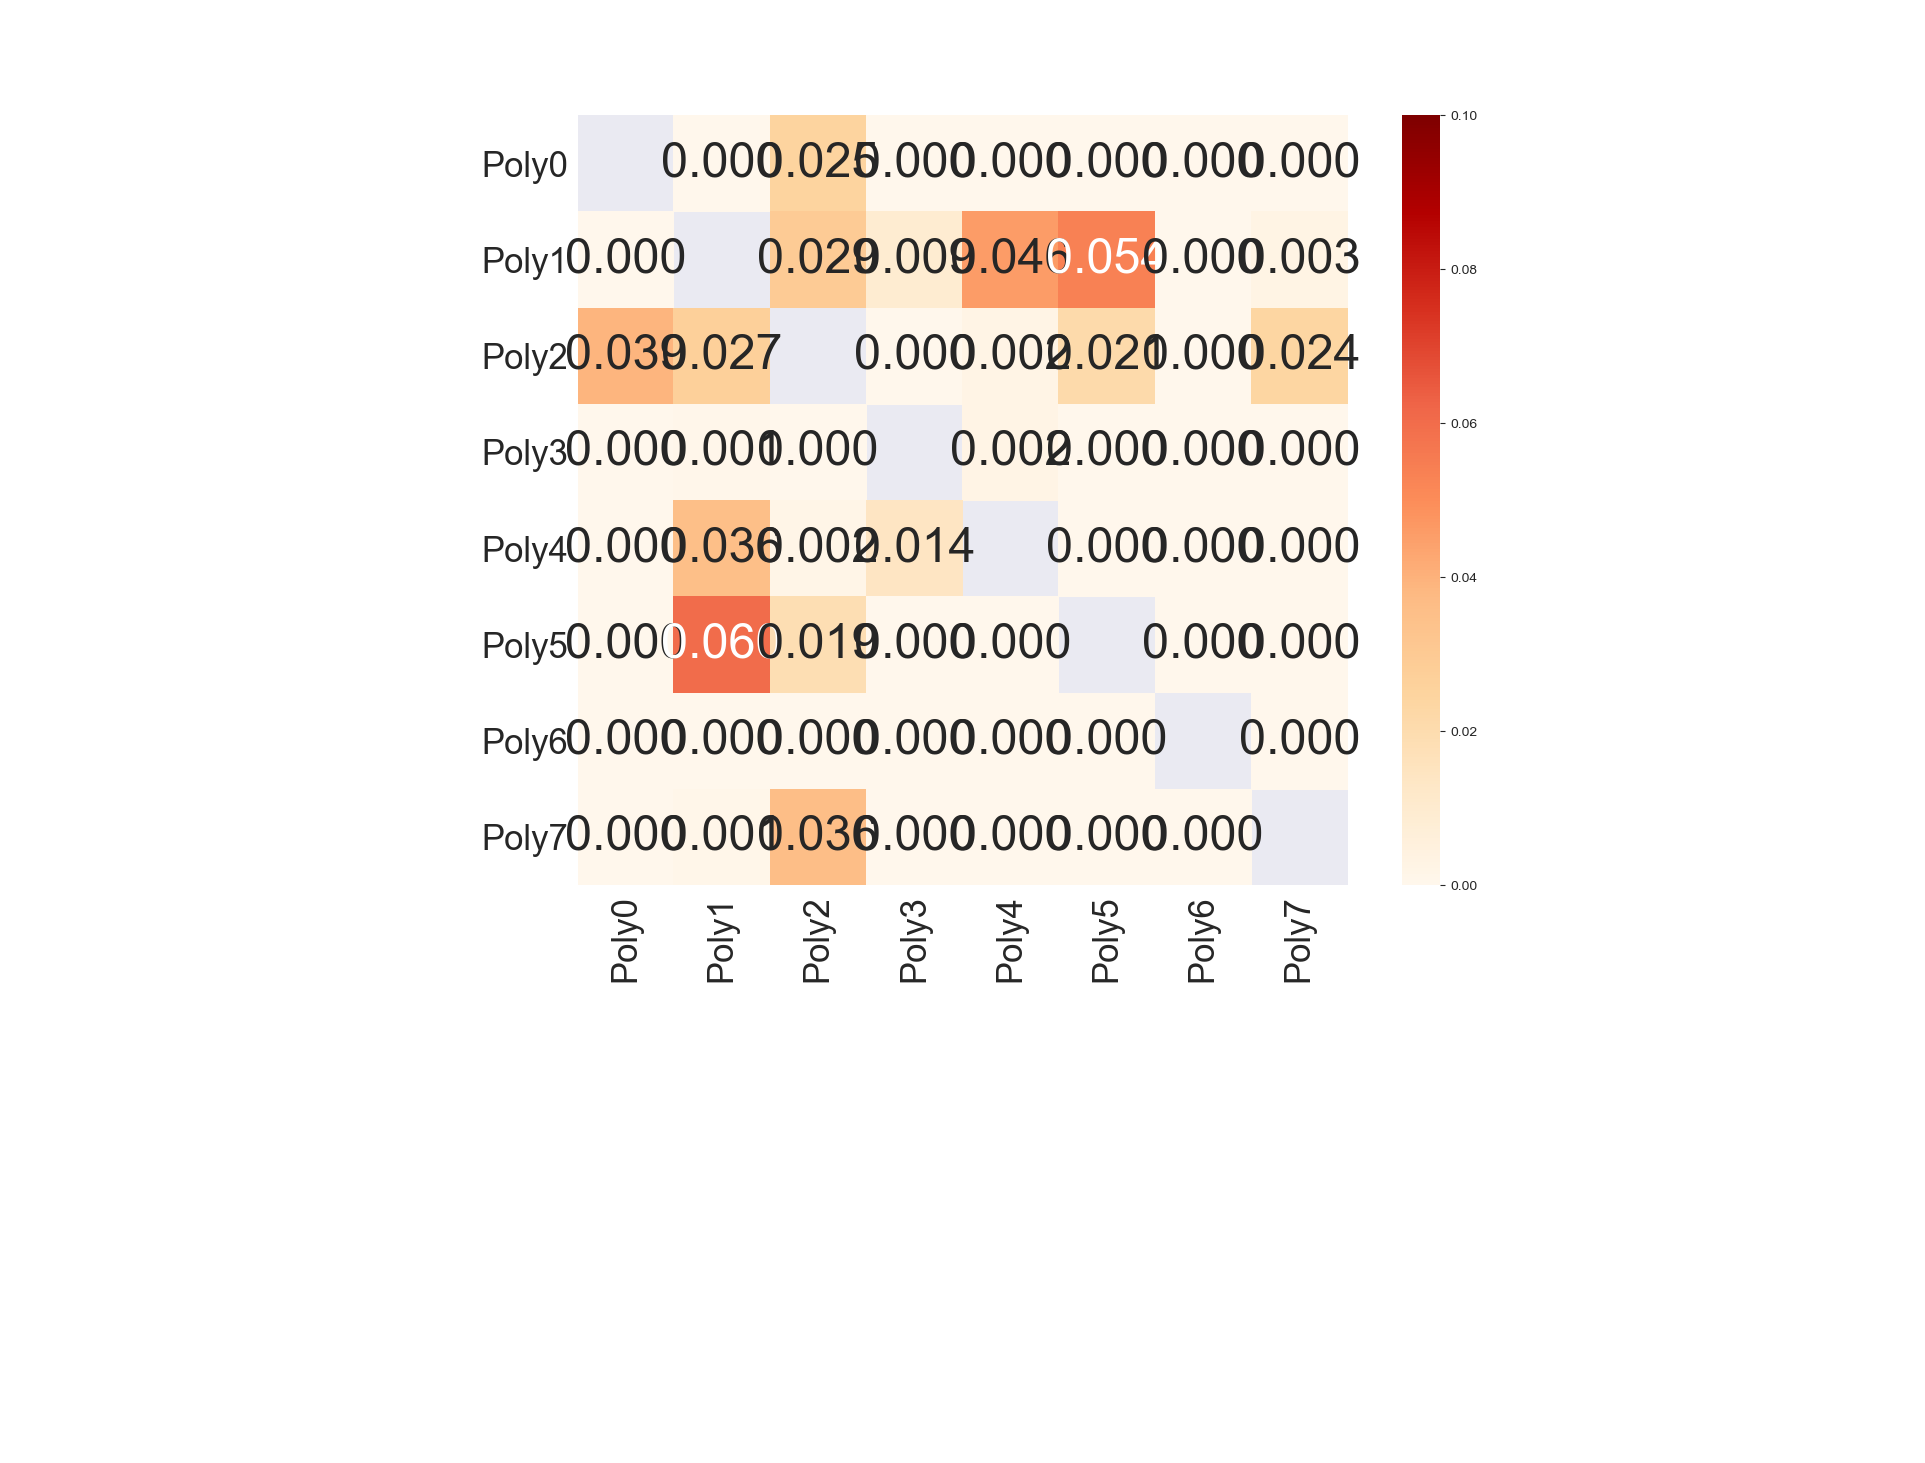 0.10
Poly0 0.000 0.025 0.000 0.000 0.000 0.000 0.000
Poly1 0.000 0.029 0.009 0.046 0.054 0.000 0.003
0.08
Poly2 0.039 0.027 0.000 0.002 0.021 0.000 0.024
0.06
Poly3 0.000 0.001 0.000 0.002 0.000 0.000 0.000
Poly4 0.000 0.036 0.002 0.014 0.000 0.000 0.000
0.04
Poly5 0.000 0.060 0.019 0.000 0.000 0.000 0.000
0.02
Poly6 0.000 0.000 0.000 0.000 0.000 0.000 0.000
Poly7 0.000 0.001 0.036 0.000 0.000 0.000 0.000
0.00
Poly0 Poly1 Poly2 Poly3 Poly4 Poly5 Poly6 Poly7